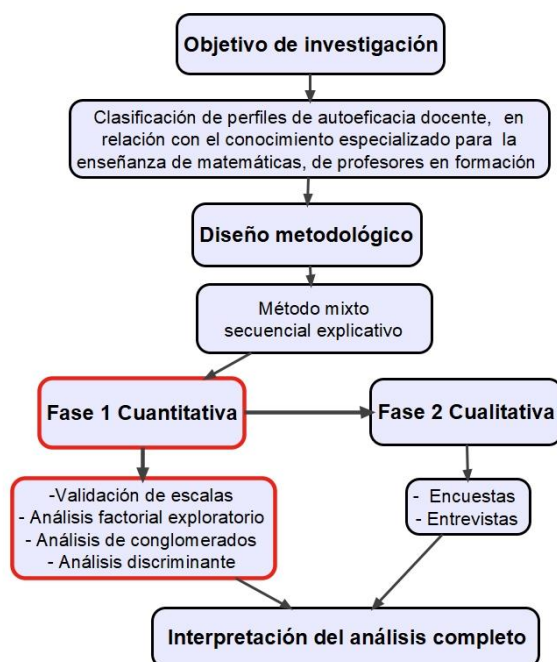 Objetivo de investigación
Clasificación de perfiles de autoeficacia docente, en
relación con el conocimiento especializado para la
enseñanza de matemáticas, de profesores en formación
Diseño metodológico
Método mixto
secuencial explicativo
Fase 1 Cuantitativa
Fase 2 Cualitativa
-Validación de escalas
- Análisis factorial exploratorio
- Análisis de conglomerados
- Análisis discriminante
- Encuestas
- Entrevistas
Interpretación del análisis completo